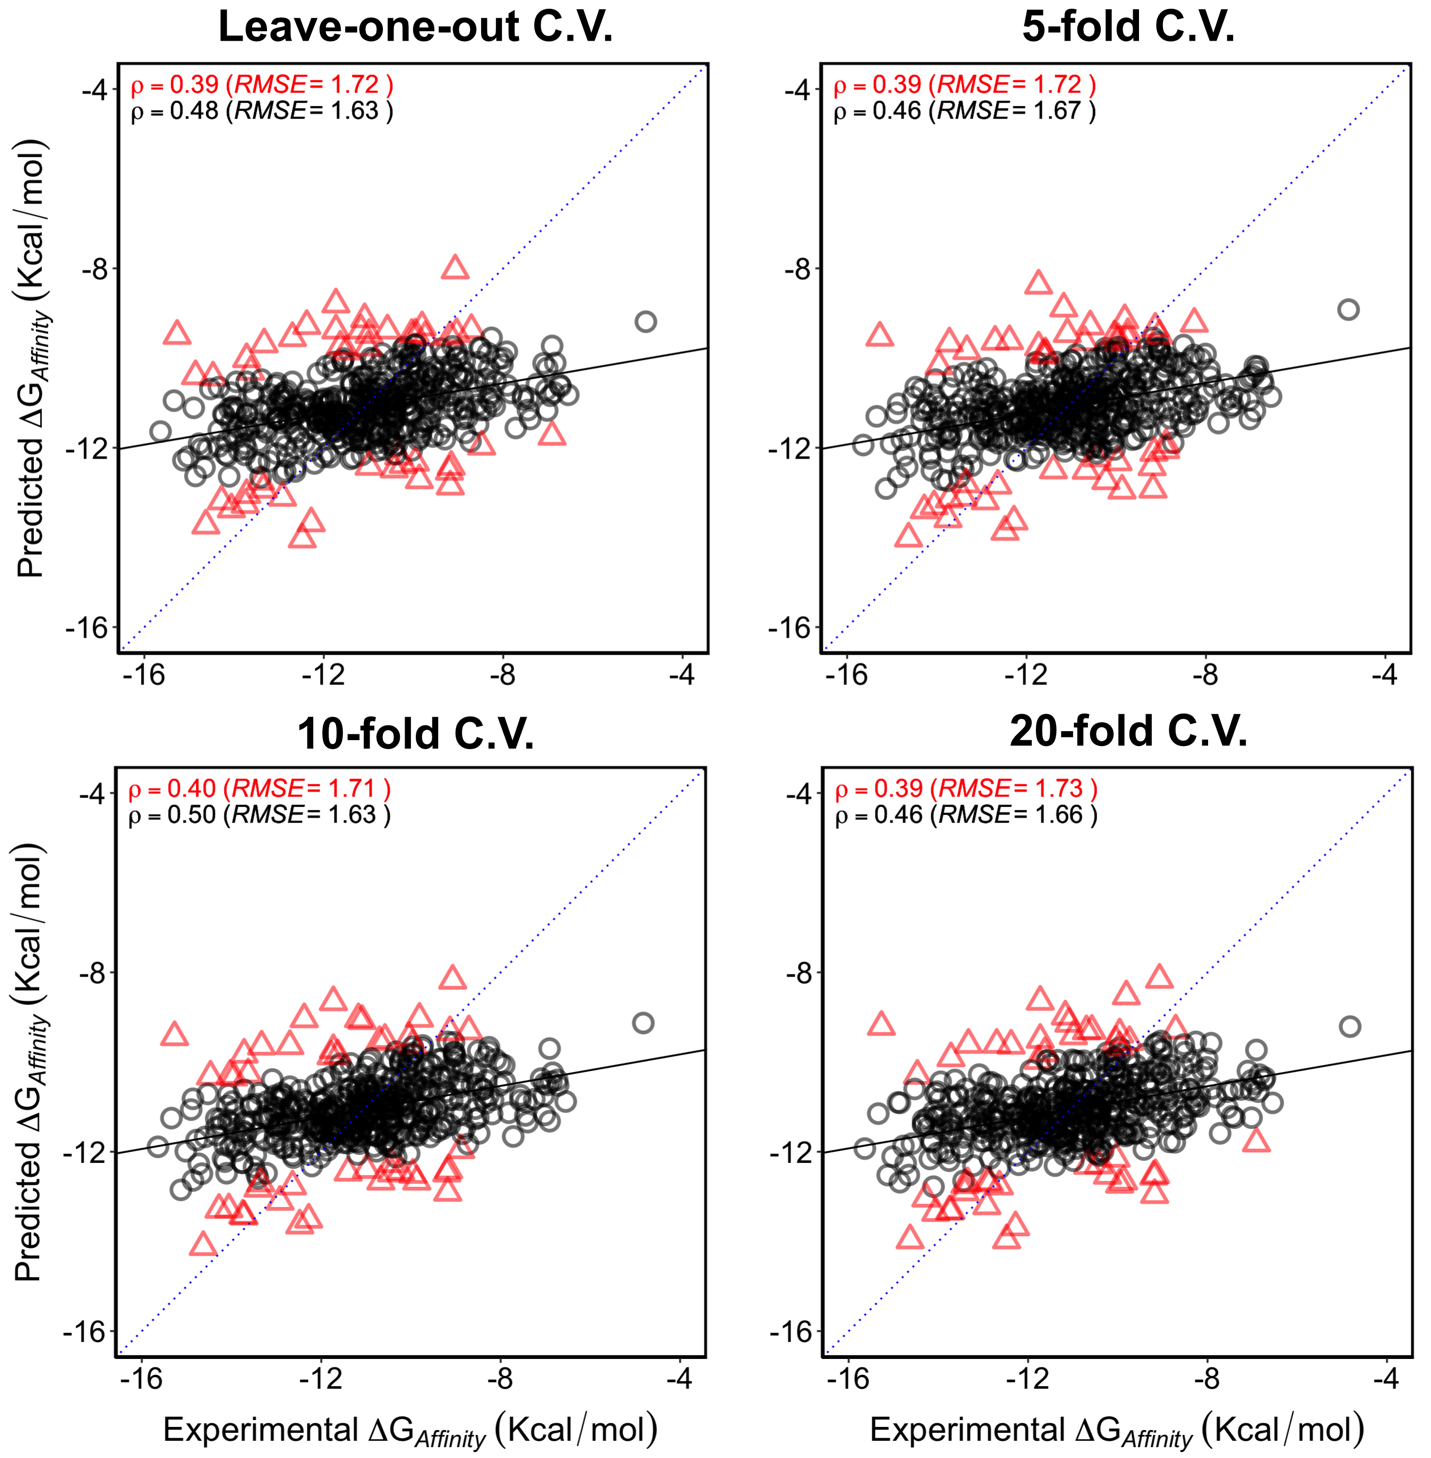 Leave-one-out C.V.
5-fold C.V.
ρ = 0.39 (RMSE= 1.72 )
ρ = 0.48 (RMSE= 1.63 )
ρ = 0.39 (RMSE= 1.72 )
ρ = 0.46 (RMSE= 1.67 )
Predicted ΔGAffinity (Kcal/mol)
-4
-8
-12
-16
-16 -12 -8 -4
-4
-8
-12
-16
-16 -12 -8 -4
10-fold C.V.
20-fold C.V.
ρ = 0.40 (RMSE= 1.71 )
ρ = 0.50 (RMSE= 1.63 )
ρ = 0.39 (RMSE= 1.73 )
ρ = 0.46 (RMSE= 1.66 )
Predicted ΔGAffinity (Kcal/mol)
-4
-8
-12
-16
-16 -12 -8 -4
-4
-8
-12
-16
-16 -12 -8 -4
Experimental ΔGAffinity (Kcal/mol)
Experimental ΔGAffinity (Kcal/mol)